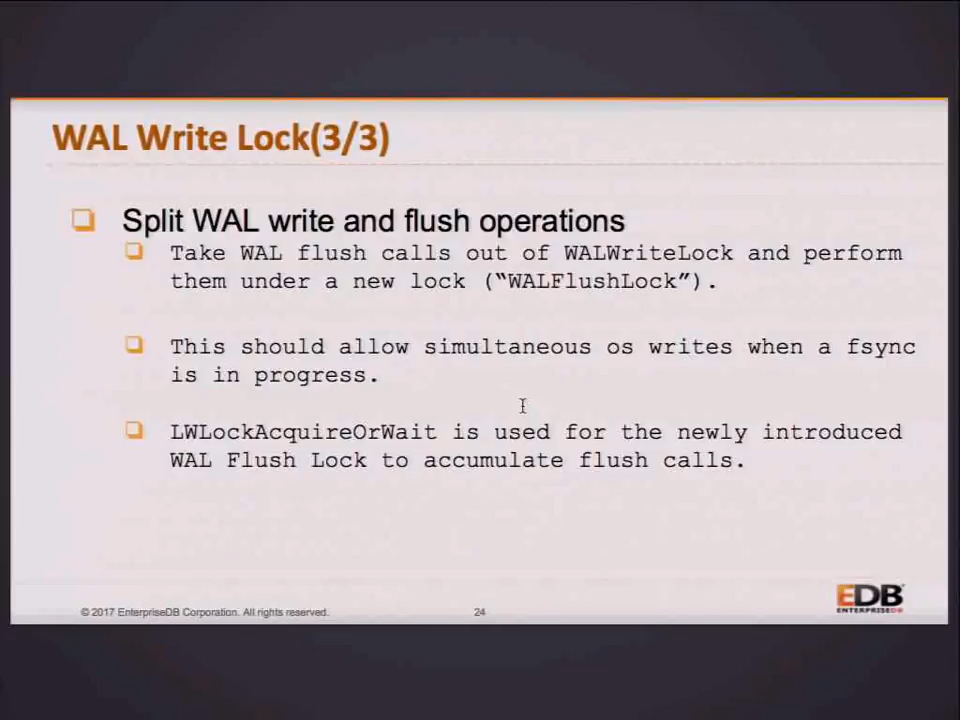 WAL Write Lock(3/3)
Split WAL write and flush operations
Take WAL flush calls out of WALWriteLock and perform
them under a new lock (“WALFlushLock”).
This should allow simultaneous os writes when a fsync
is in progress.
LWLockAcquireOrWait is used for the newly introduced
WAL Flush Lock to accumulate flush calls.
© 2017 EnterpriseDB Corporation. All rights reserved.
24
EDB
ENTERPRISEDB